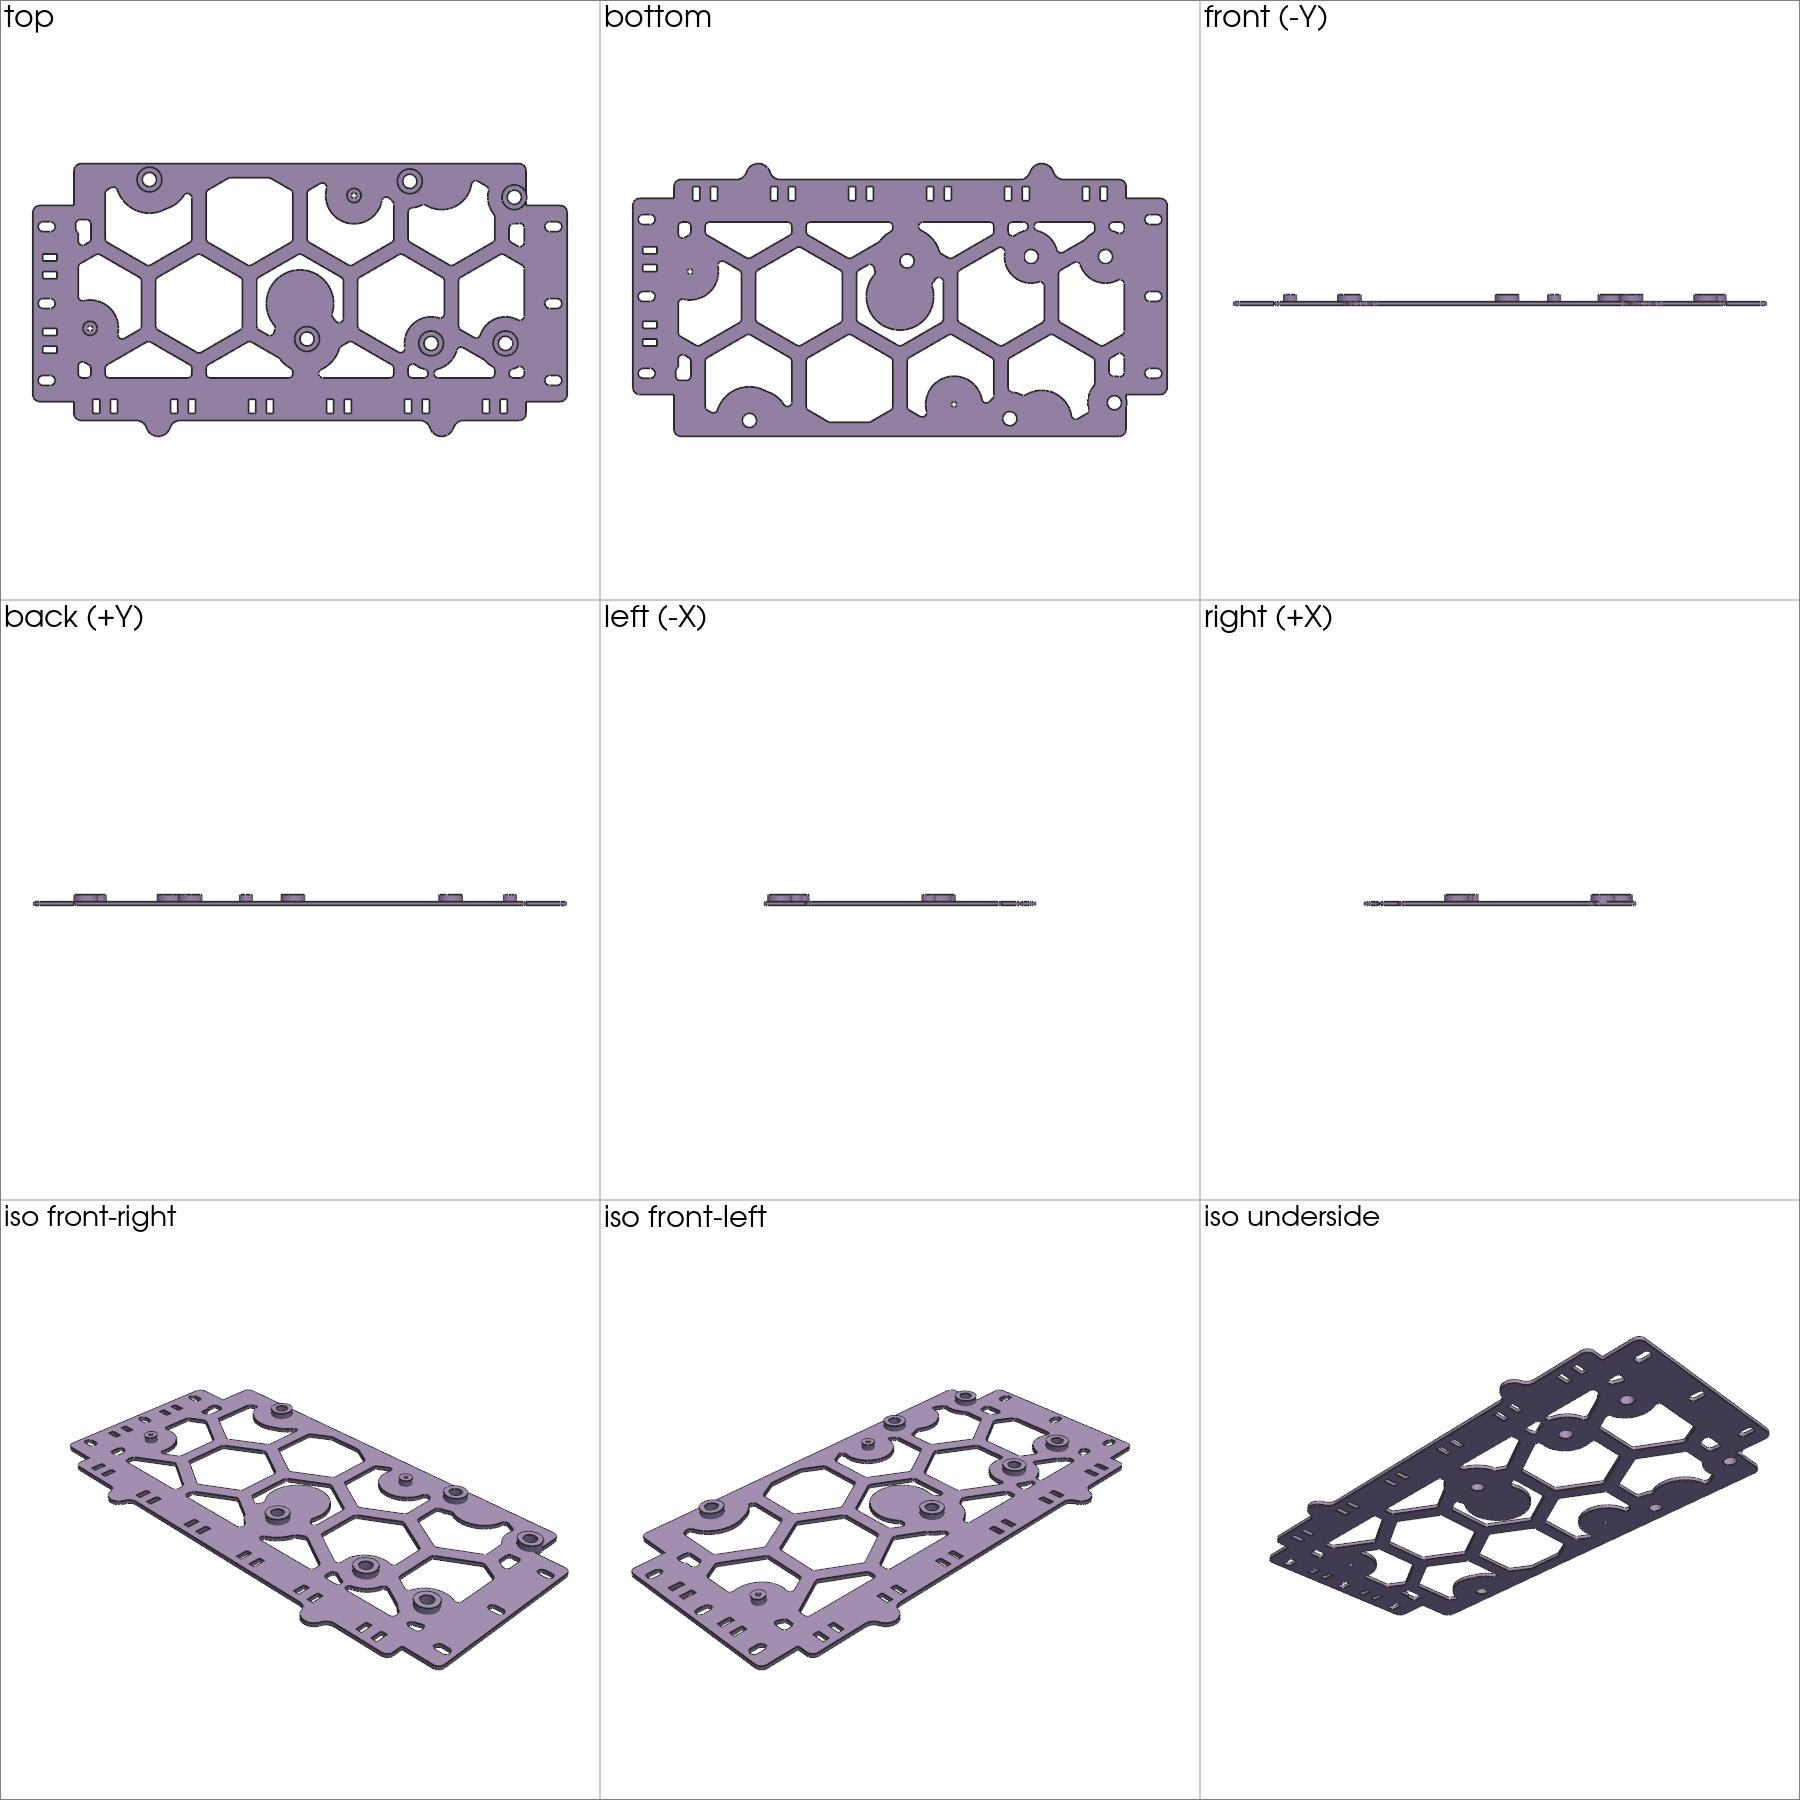 top
bottom
front (-Y)
back (+Y)
left (-X)
right (+X)
iso front-right
iso front-left
iso underside